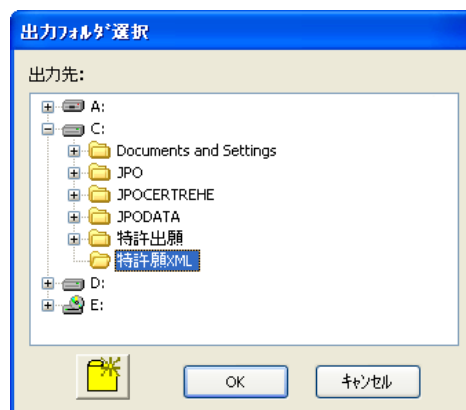 出力ﾌｫﾙﾀﾞ選択
出力先:
A:
C:
Documents and Settings
JPO
JPOCERTREHE
JPODATA
特許出願
特許願XML
D:
E:
OK
ｷｬﾝｾﾙ